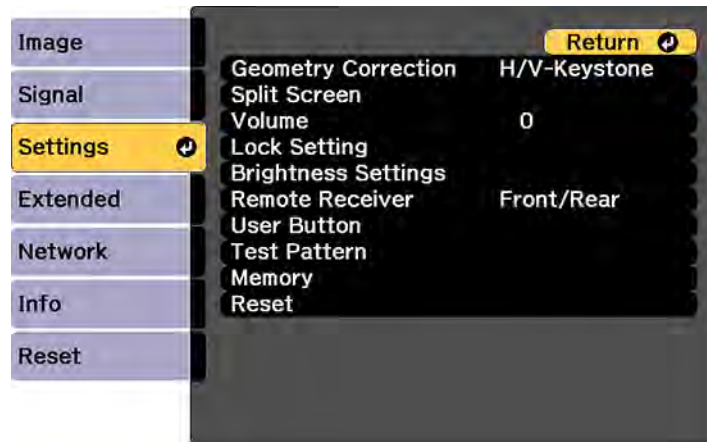 Image
Signal
Settings
Extended
Network
Info
Reset
Return
Geometry Correction H/V-Keystone
Split Screen
Volume 0
Lock Setting
Brightness Settings
Remote Receiver Front/Rear
User Button
Test Pattern
Memory
Reset